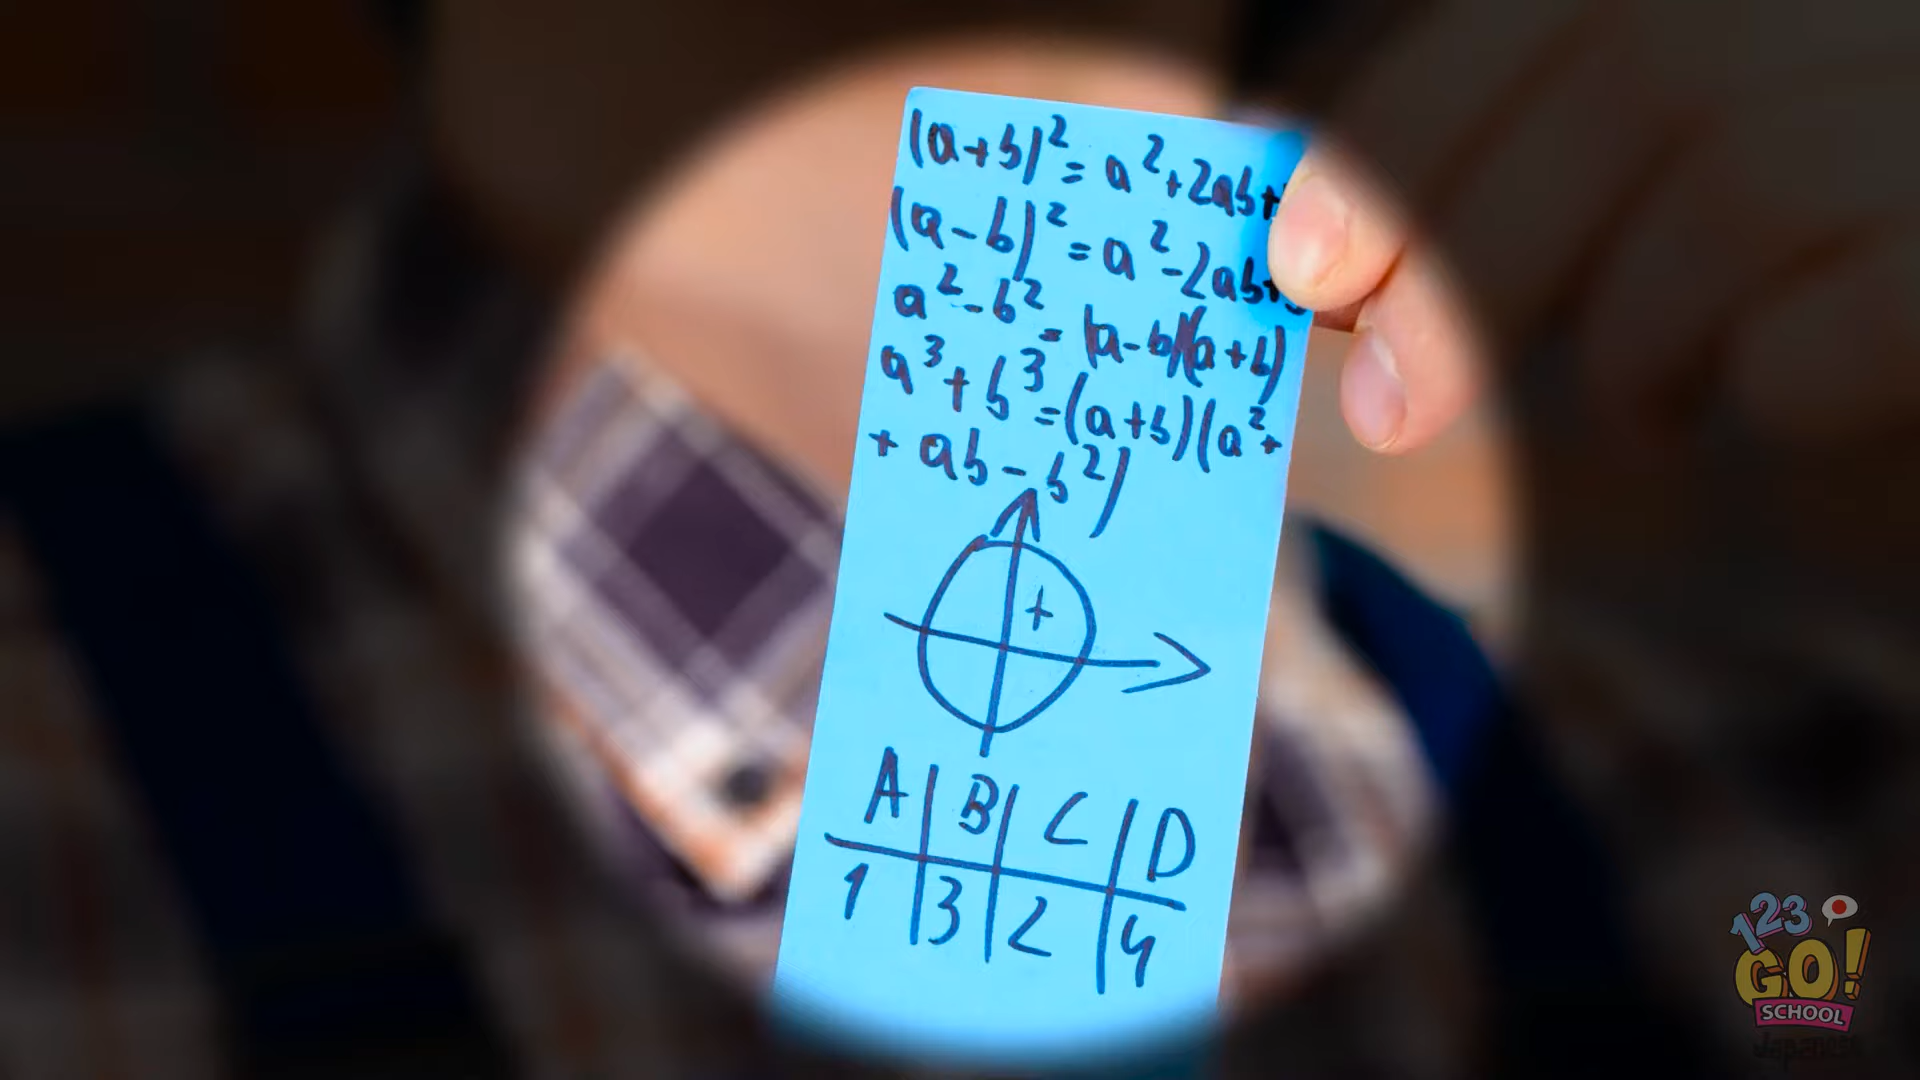 (a+b)²= a²+2ab+
(a-b)²= a²-2ab+
a²-b²= (a-b)(a+b)
a³+b³=(a+b)(a²+
+ ab-b²)
+
A B C D
1 3 2 4
123
GO!
SCHOOL
Japanese